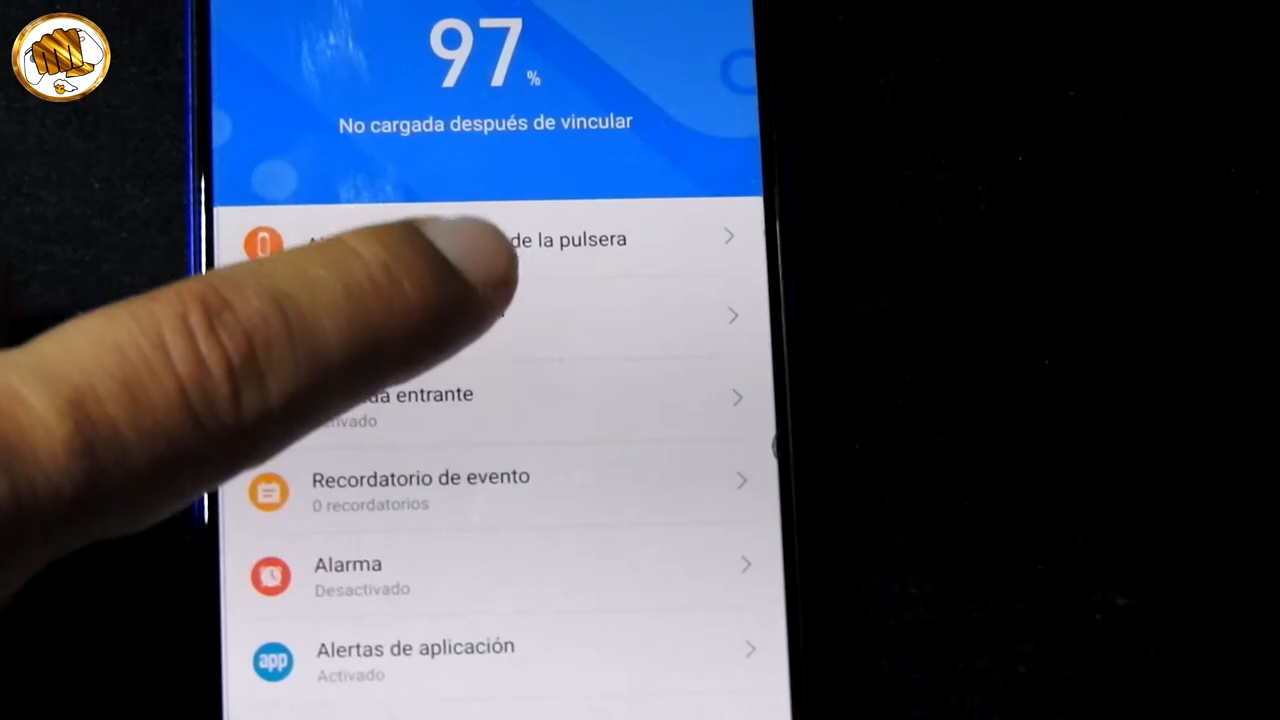 97%
No cargada después de vincular
de la pulsera
entrante
Recordatorio de evento
0 recordatorios
Alarma
Desactivado
app
Alertas de aplicación
Activado